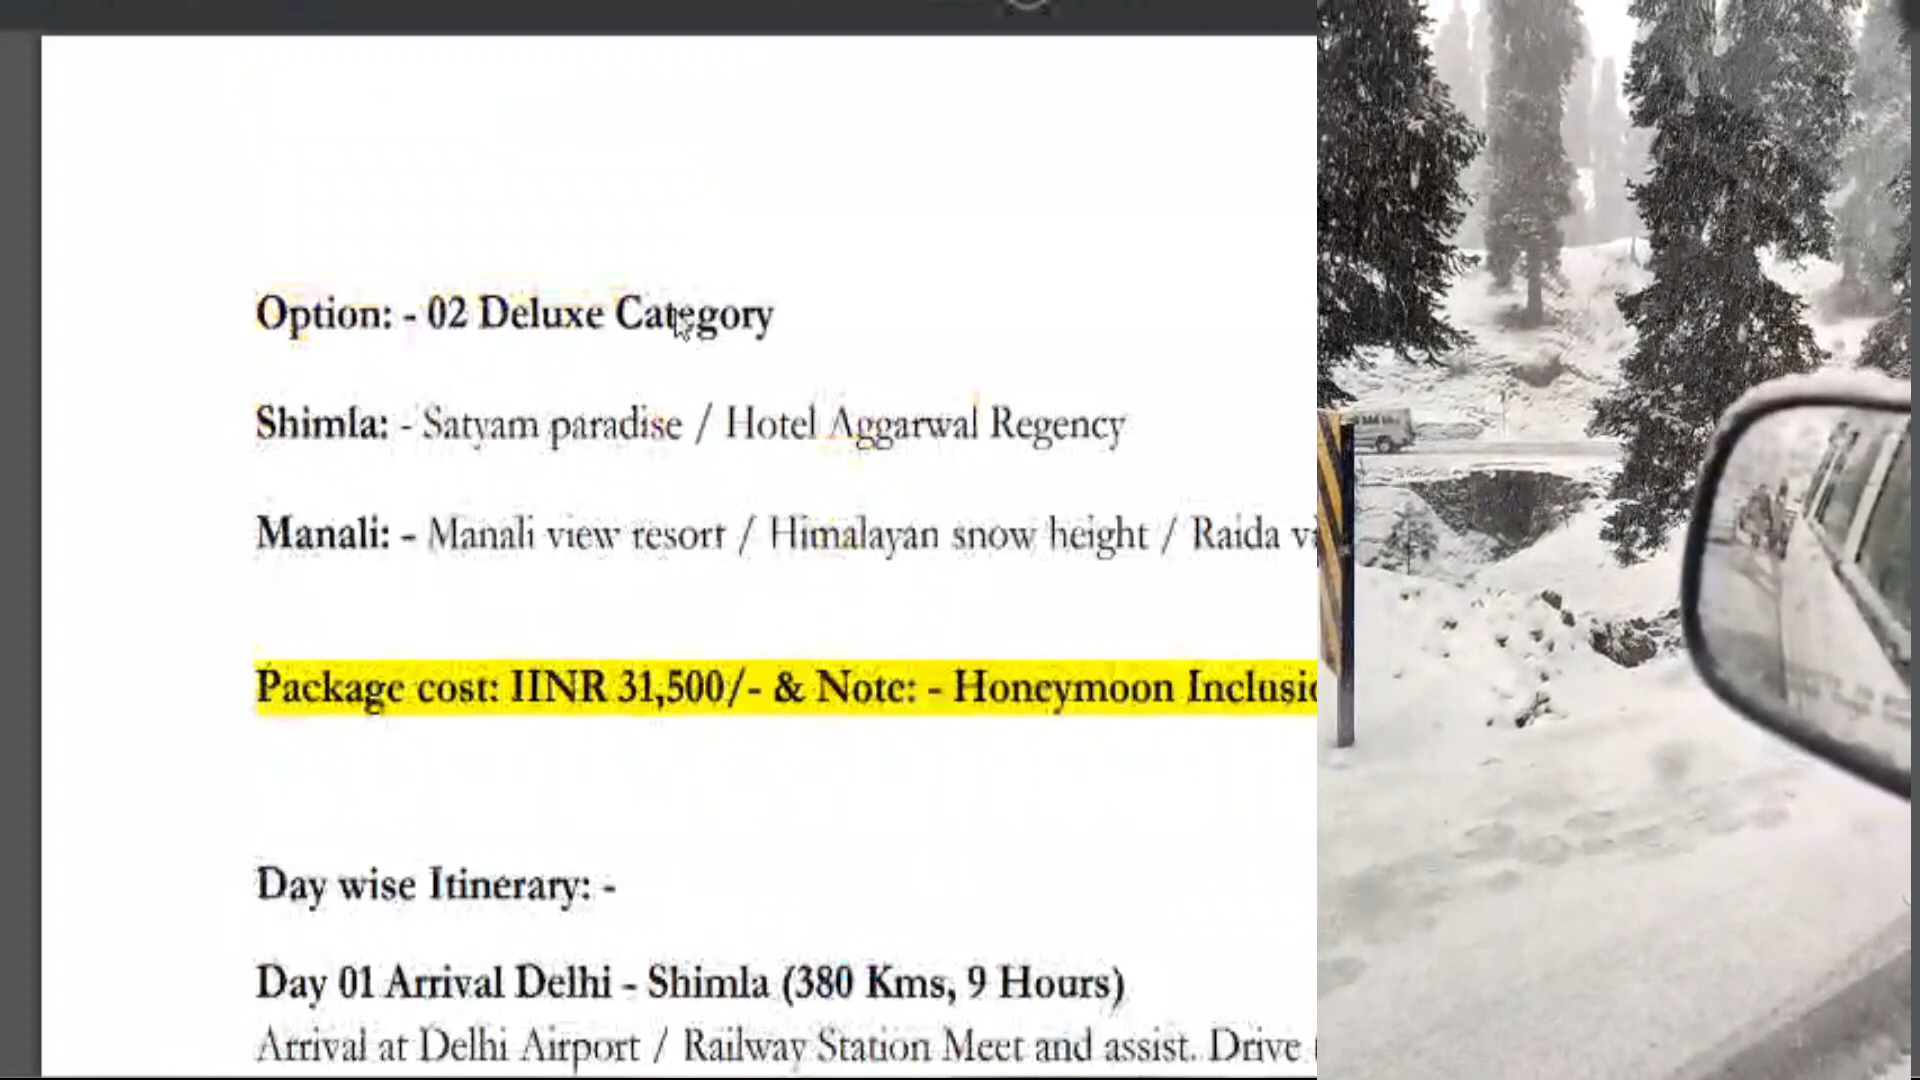 Option: - 02 Deluxe Category
Shimla: - Satyam paradise / Hotel Aggarwal Regency
Manali: - Manali view resort / Himalayan snow height / Raida
Package cost: IINR 31,500/- & Note: - Honeymoon
Day wise Itinerary: -
Day 01 Arrival Delhi - Shimla (380 Kms, 9 Hours)
Arrival at Delhi Airport / Railway Station Meet and assist. Drive